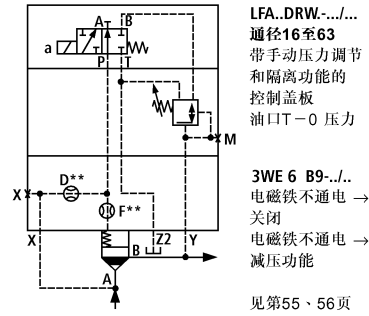 A
B
a
P
T
M
D**
X
F**
X
Z2
Y
B
A
LFA..DRW.-.../...
通径16至63
带手动压力调节
和隔离功能的
控制盖板
油口T－0 压力
3WE 6 B9-../..
电磁铁不通电 →
关闭
电磁铁不通电 →
减压功能
见第55、56页